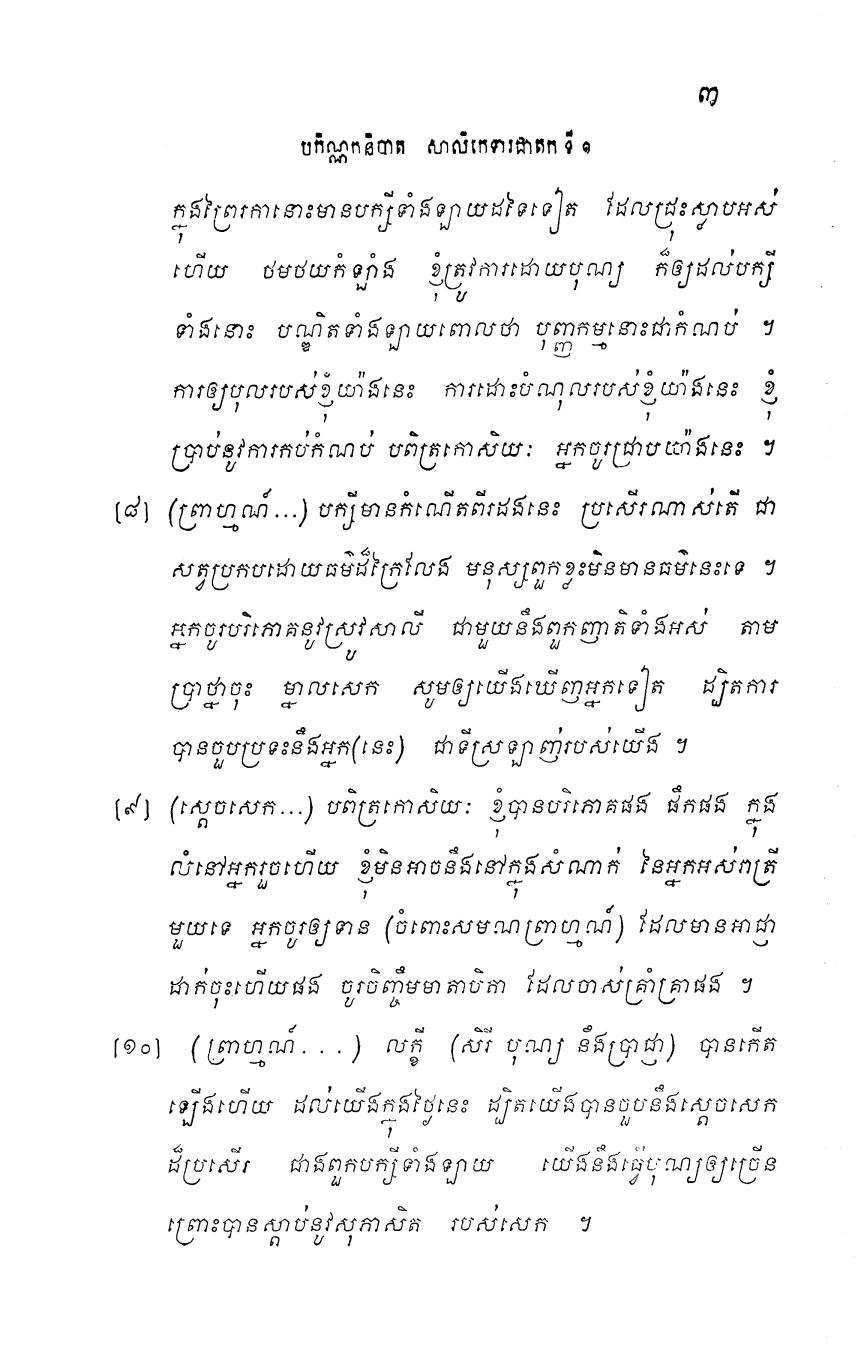 ៣
បកិណ្ណកនិបាត សាលិកេទារជាតក ទី ១
ក្នុងព្រៃរកានោះមានបក្សីទាំងឡាយដទៃទៀត ដែលជ្រុះស្លាបអស់
ហើយ ថមថយកំឡាំង ខ្ញុំត្រូវការដោយបុណ្យ ក៏ឲ្យដល់បក្សី
ទាំងនោះ បណ្ឌិតទាំងឡាយពោលថា បុញ្ញកម្មនោះជាកំណប់ ។
ការឲ្យបុលរបស់ខ្ញុំយ៉ាងនេះ ការដោះបំណុលរបស់ខ្ញុំយ៉ាងនេះ ខ្ញុំ
ប្រាប់នូវការកប់កំណប់ បពិត្រកោសិយៈ អ្នកចូរជ្រាបយ៉ាងនេះ ។
[៨] (ព្រាហ្មណ៍...) បក្សីមានកំណើតពីរដងនេះ ប្រសើរណាស់តើ ជា
សត្វប្រកបដោយធម៌ដ៏ក្រៃលែង មនុស្សពួកខ្លះមិនមានធម៌នេះទេ ។
អ្នកចូរបរិភោគនូវស្រូវសាលី ជាមួយនឹងពួកញាតិទាំងអស់ តាម
ប្រាថ្នាចុះ ម្នាលសេក សូមឲ្យយើងឃើញអ្នកទៀត ដ្បិតការ
បានចួបប្រទះនឹងអ្នក(នេះ) ជាទីស្រឡាញ់របស់យើង ។
[៩] (ស្តេចសេក...) បពិត្រកោសិយៈ ខ្ញុំបានបរិភោគផង ផឹកផង ក្នុង
លំនៅអ្នករួចហើយ ខ្ញុំមិនអាចនឹងនៅក្នុងសំណាក់ នៃអ្នកអស់រាត្រី
មួយទេ អ្នកចូរឲ្យទាន (ចំពោះសមណព្រាហ្មណ៍) ដែលមានអាជ្ញា
ដាក់ចុះហើយផង ចូរចិញ្ចឹមមាតាបិតា ដែលចាស់គ្រាំគ្រាផង ។
[១០] (ព្រាហ្មណ៍...) លក្ខី (សិរី បុណ្យ នឹងប្រាជ្ញា) បានកើត
ឡើងហើយ ដល់យើងក្នុងថ្ងៃនេះ ដ្បិតយើងបានចួបនឹងស្តេចសេក
ដ៏ប្រសើរ ជាងពួកបក្សីទាំងឡាយ យើងនឹងធ្វើបុណ្យឲ្យច្រើន
ព្រោះបានស្តាប់នូវសុភាសិត របស់សេក ។